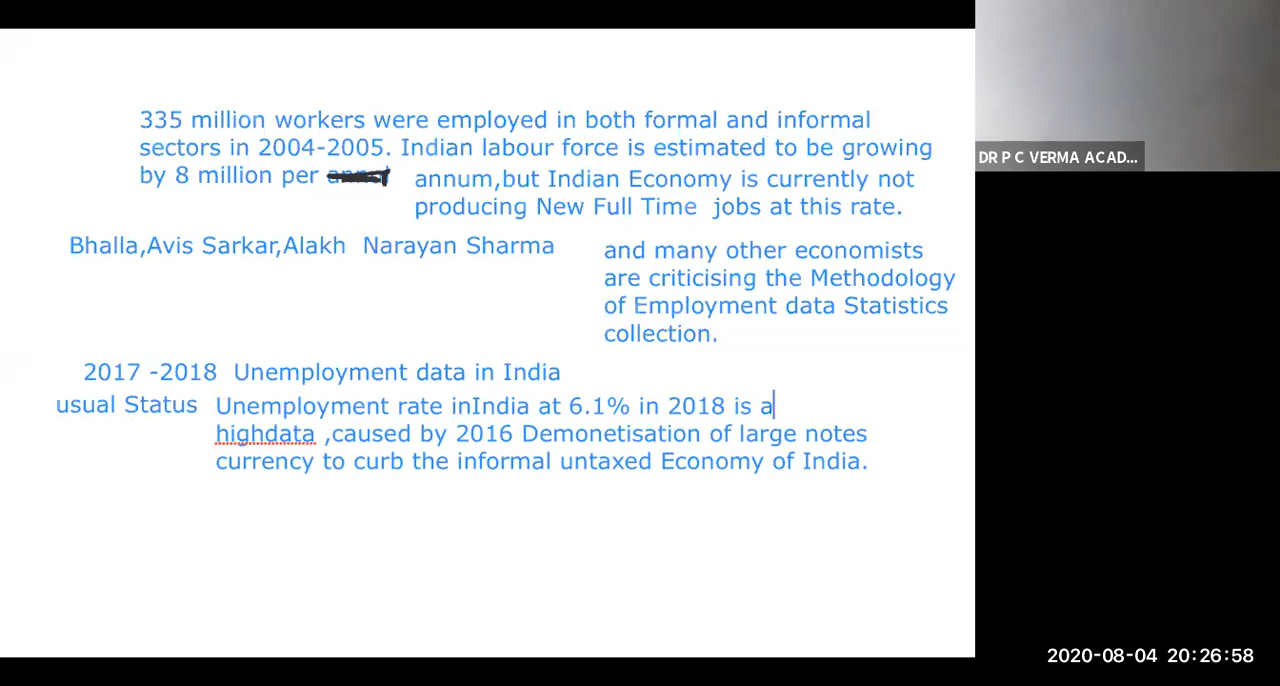 335 million workers were employed in both formal and informal
sectors in 2004-2005. Indian labour force is estimated to be growing
by 8 million per
annum,but Indian Economy is currently not
producing New Full Time jobs at this rate.
Bhalla,Avis Sarkar,Alakh Narayan Sharma
and many other economists
are criticising the Methodology
of Employment data Statistics
collection.
2017 -2018 Unemployment data in India
usual Status
Unemployment rate inIndia at 6.1% in 2018 is a
highdata ,caused by 2016 Demonetisation of large notes
currency to curb the informal untaxed Economy of India.
DR P C VERMA ACAD...
2020-08-04 20:26:58